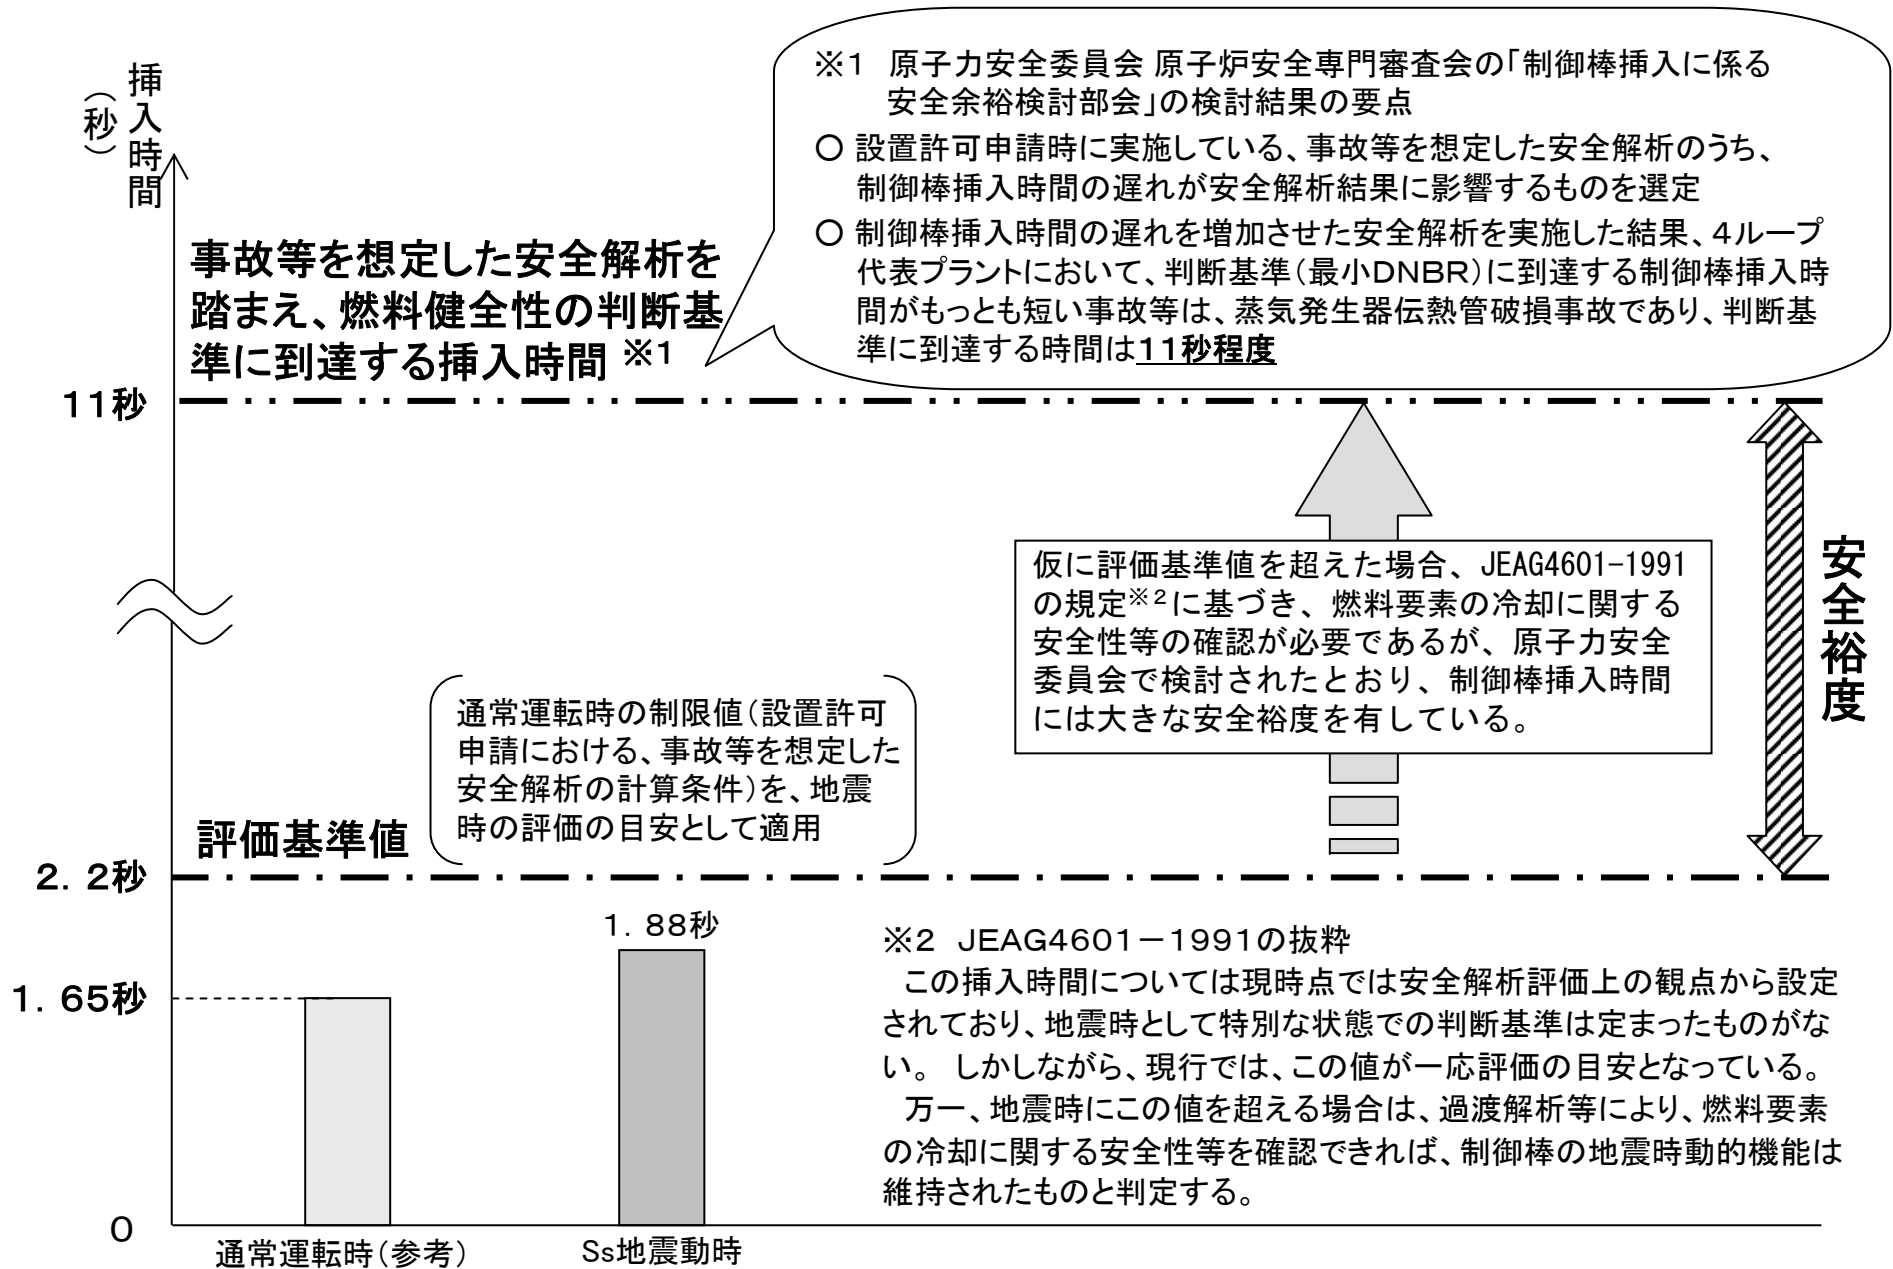 挿入時間
(秒)
※1 原子力安全委員会 原子炉安全専門審査会の「制御棒挿入に係る
安全余裕検討部会」の検討結果の要点
○ 設置許可申請時に実施している、事故等を想定した安全解析のうち、
制御棒挿入時間の遅れが安全解析結果に影響するものを選定
○ 制御棒挿入時間の遅れを増加させた安全解析を実施した結果、4ループ
代表プラントにおいて、判断基準(最小DNBR)に到達する制御棒挿入時
間がもっとも短い事故等は、蒸気発生器伝熱管破損事故であり、判断基
準に到達する時間は11秒程度
事故等を想定した安全解析を
踏まえ、燃料健全性の判断基
準に到達する挿入時間 ※1
11秒
仮に評価基準値を超えた場合、JEAG4601-1991
の規定※2に基づき、燃料要素の冷却に関する
安全性等の確認が必要であるが、原子力安全
委員会で検討されたとおり、制御棒挿入時間
には大きな安全裕度を有している。
安全裕度
通常運転時の制限値(設置許可
申請における、事故等を想定した
安全解析の計算条件)を、地震
時の評価の目安として適用
評価基準値
2.2秒
1.88秒
1.65秒
※2 JEAG4601-1991の抜粋
この挿入時間については現時点では安全解析評価上の観点から設定
されており、地震時として特別な状態での判断基準は定まったものがな
い。 しかしながら、現行では、この値が一応評価の目安となっている。
万一、地震時にこの値を超える場合は、過渡解析等により、燃料要素
の冷却に関する安全性等を確認できれば、制御棒の地震時動的機能は
維持されたものと判定する。
0
通常運転時(参考)
Ss地震動時